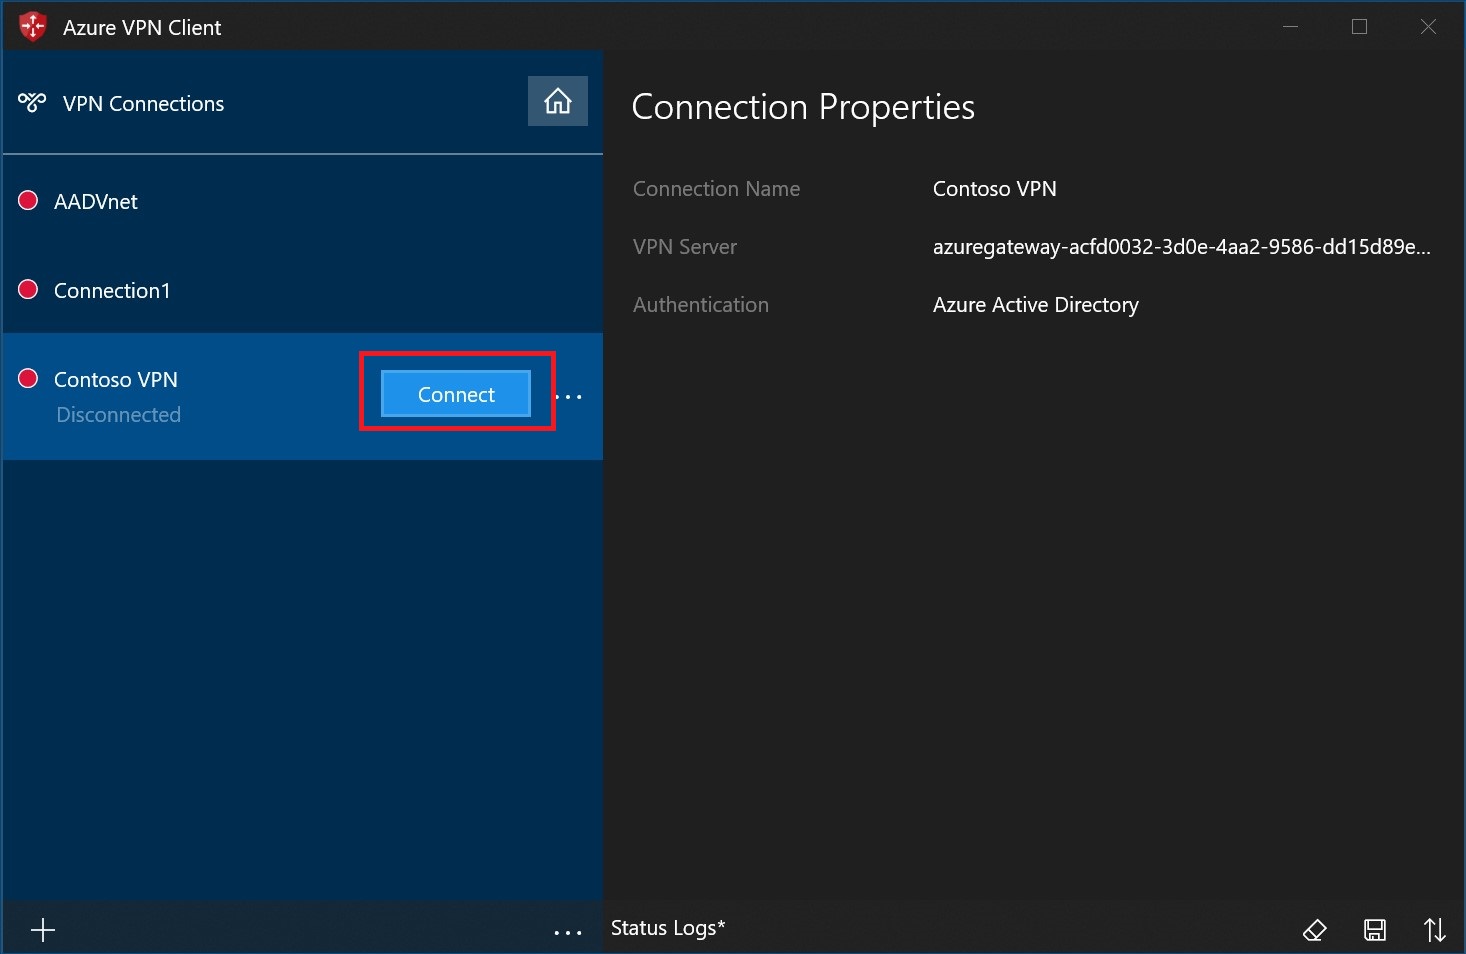 Azure VPN Client
VPN Connections
AADVnet
Connection1
Contoso VPN
Disconnected
Connect
Connection Properties
Connection Name
Contoso VPN
VPN Server
azuregateway-acfd0032-3d0e-4aa2-9586-dd15d89e...
Authentication
Azure Active Directory
Status Logs*